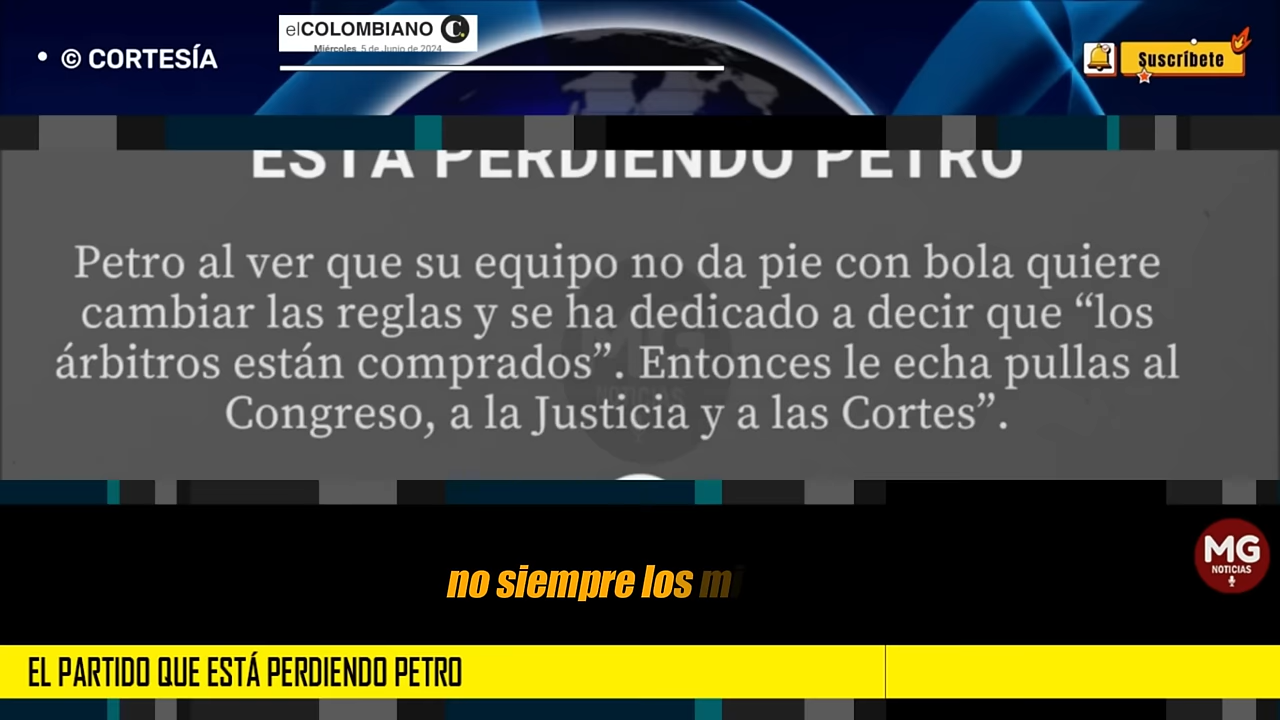 © CORTESÍA
elCOLOMBIANO
Miércoles, 5 de Junio de 2024
Suscríbete
ESTÁ PERDIENDO PETRO
Petro al ver que su equipo no da pie con bola quiere
cambiar las reglas y se ha dedicado a decir que “los
árbitros están comprados”. Entonces le echa pullas al
Congreso, a la Justicia y a las Cortes”.
MG
NOTICIAS
no siempre los mi
MG
NOTICIAS
EL PARTIDO QUE ESTÁ PERDIENDO PETRO